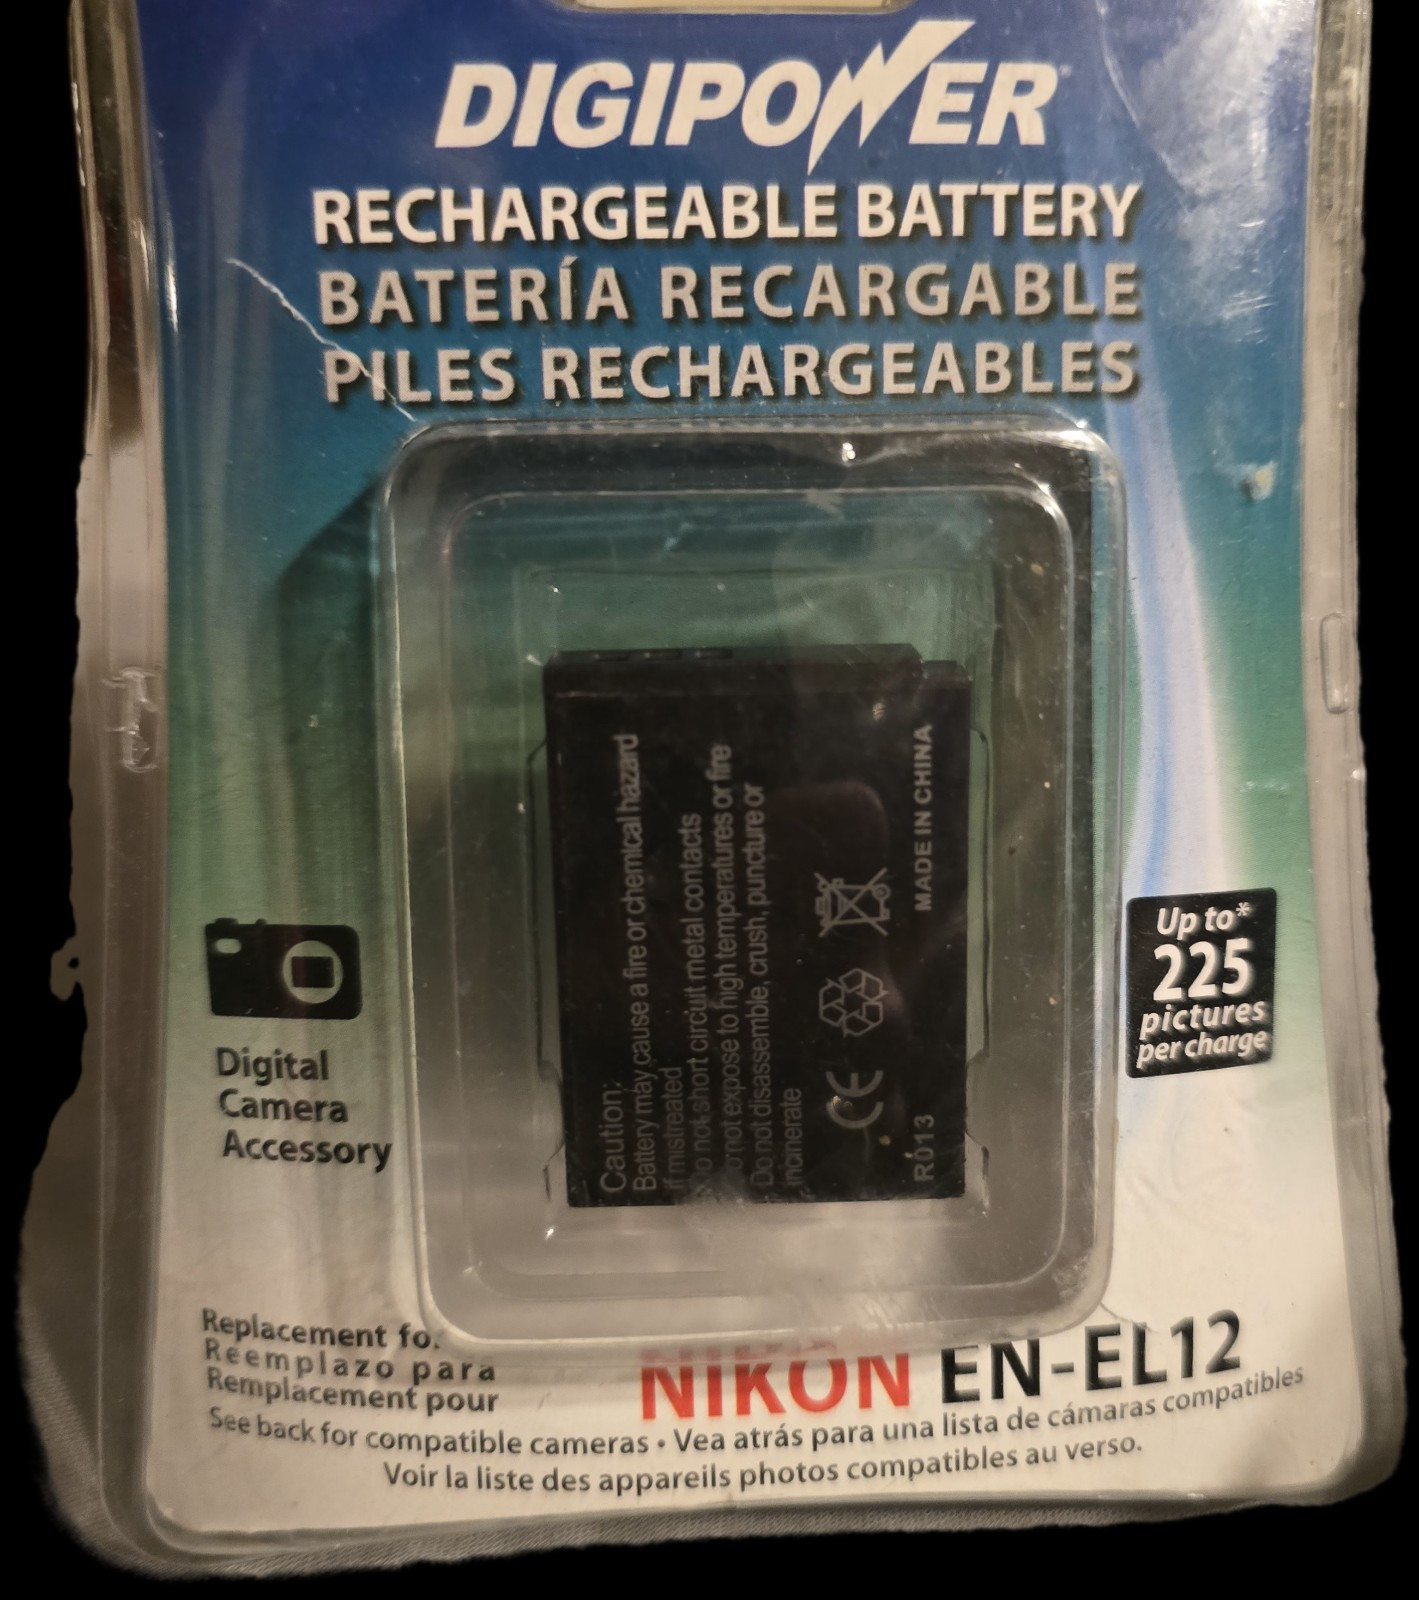 DIGIPOWER
RECHARGEABLE BATTERY
BATERÍA RECARGABLE
PILES RECHARGEABLES
Caution:
Battery may cause a fire or chemical hazard
if mistreated
not short circuit metal contacts
not expose to high temperatures or fire
Do not disassemble, crush, puncture or
incinerate
CE
R013
MADE IN CHINA
Digital
Camera
Accessory
Up to*
225
pictures
per charge
Replacement
Reemplazo para
Remplacement pour
NIKON EN-EL12
See back for compatible cameras • Vea atrás para una lista de cámaras compatibles
Voir la liste des appareils photos compatibles au verso.